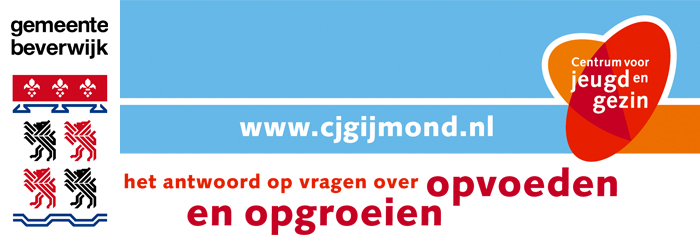 gemeente
beverwijk
Centrum voor
jeugd en
gezin
www.cjgijmond.nl
het antwoord op vragen over opvoeden
en opgroeien